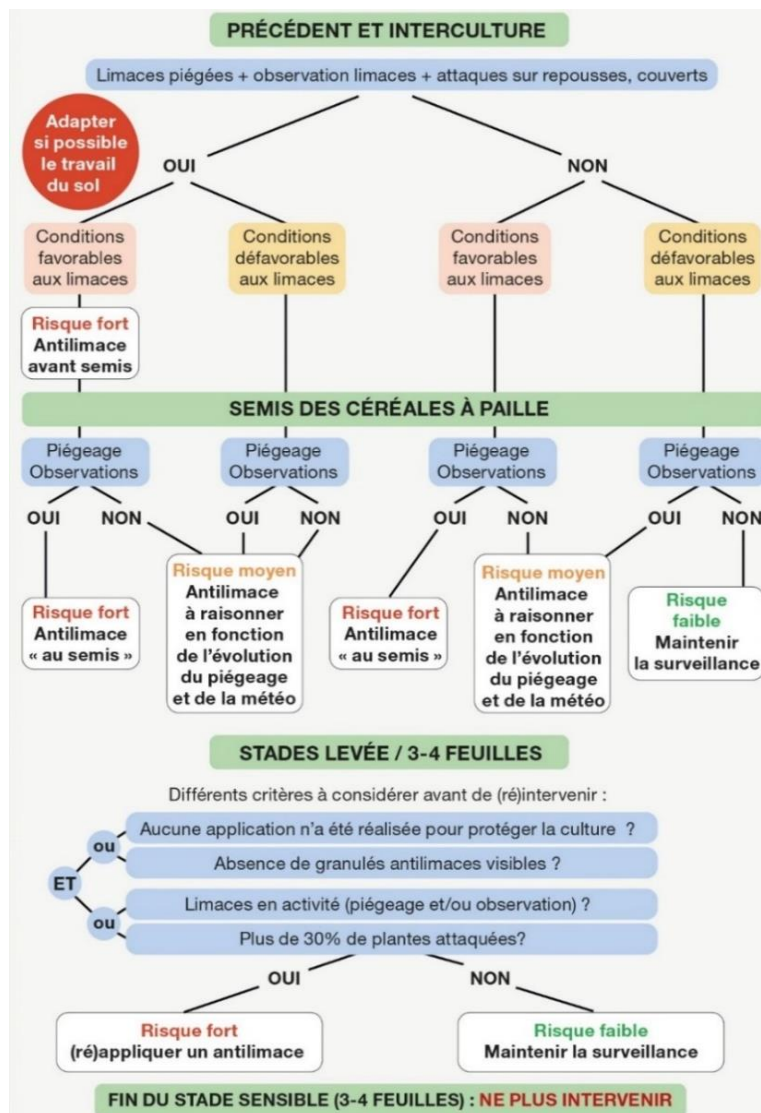 PRÉCÉDENT ET INTERCULTURE
Limaces piégées + observation limaces + attaques sur repousses, couverts
Adapter
si possible
le travail
du sol
OUI
NON
Conditions
favorables
aux limaces
Conditions
défavorables
aux limaces
Conditions
favorables
aux limaces
Conditions
défavorables
aux limaces
Risque fort
Antilimace
avant semis
SEMIS DES CÉRÉALES À PAILLE
Piégeage
Observations
Piégeage
Observations
Piégeage
Observations
Piégeage
Observations
OUI
NON
OUI
NON
OUI
NON
OUI
NON
Risque fort
Antilimace
« au semis »
Risque moyen
Antilimace
à raisonner
en fonction
de l'évolution
du piégeage
et de la météo
Risque fort
Antilimace
« au semis »
Risque moyen
Antilimace
à raisonner
en fonction
de l'évolution
du piégeage
et de la météo
Risque
faible
Maintenir
la surveillance
STADES LEVÉE / 3-4 FEUILLES
Différents critères à considérer avant de (ré)intervenir :
ET
ou
Aucune application n'a été réalisée pour protéger la culture ?
Absence de granulés antilimaces visibles ?
ou
Limaces en activité (piégeage et/ou observation) ?
Plus de 30% de plantes attaquées?
OUI
NON
Risque fort
(ré)appliquer un antilimace
Risque faible
Maintenir la surveillance
FIN DU STADE SENSIBLE (3-4 FEUILLES) : NE PLUS INTERVENIR